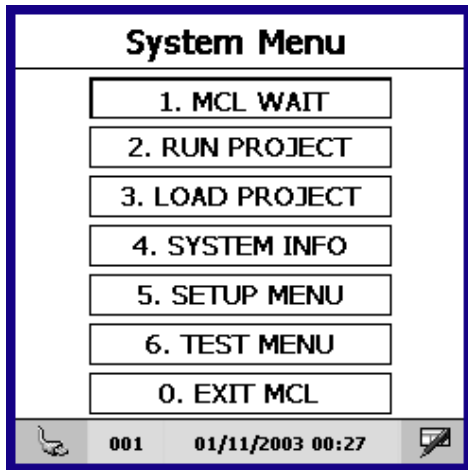 System Menu
1. MCL WAIT
2. RUN PROJECT
3. LOAD PROJECT
4. SYSTEM INFO
5. SETUP MENU
6. TEST MENU
0. EXIT MCL
001 01/11/2003 00:27